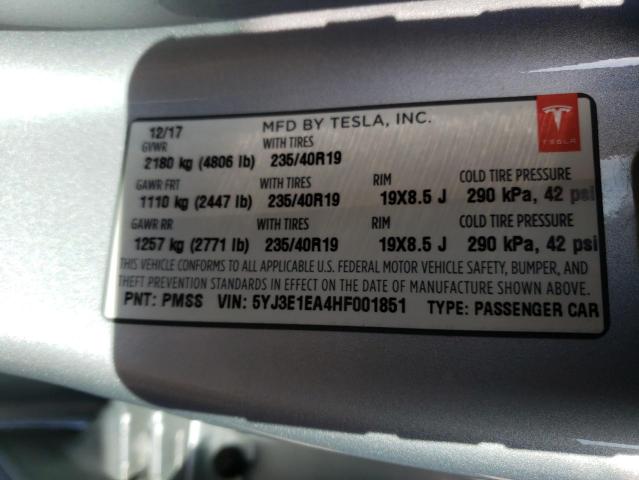 12/17 MFD BY TESLA, INC.
GVWR WITH TIRES
2180 kg (4806 lb) 235/40R19
TESLA
GAWR FRT WITH TIRES RIM COLD TIRE PRESSURE
1110 kg (2447 lb) 235/40R19 19X8.5 J 290 kPa, 42 psi
GAWR RR WITH TIRES RIM COLD TIRE PRESSURE
1257 kg (2771 lb) 235/40R19 19X8.5 J 290 kPa, 42 psi
THIS VEHICLE CONFORMS TO ALL APPLICABLE U.S. FEDERAL MOTOR VEHICLE SAFETY, BUMPER, AND
THEFT PREVENTION STANDARDS IN EFFECT ON THE DATE OF MANUFACTURE SHOWN ABOVE.
PNT: PMSS VIN: 5YJ3E1EA4HF001851 TYPE: PASSENGER CAR